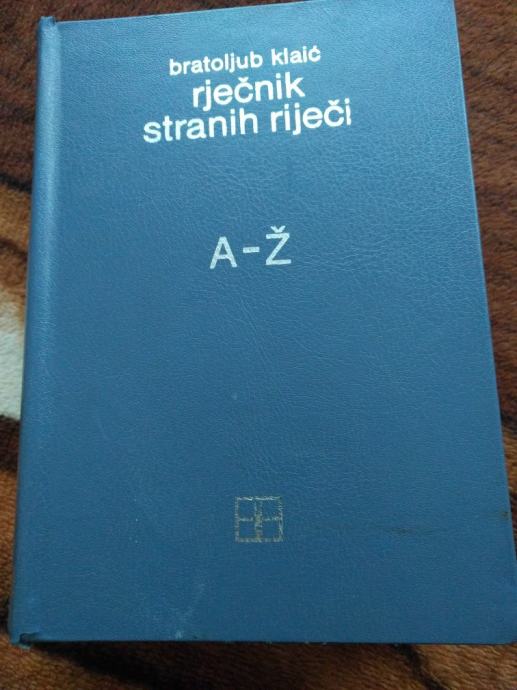 bratoljub klaić
rječnik
stranih riječi
A-Ž